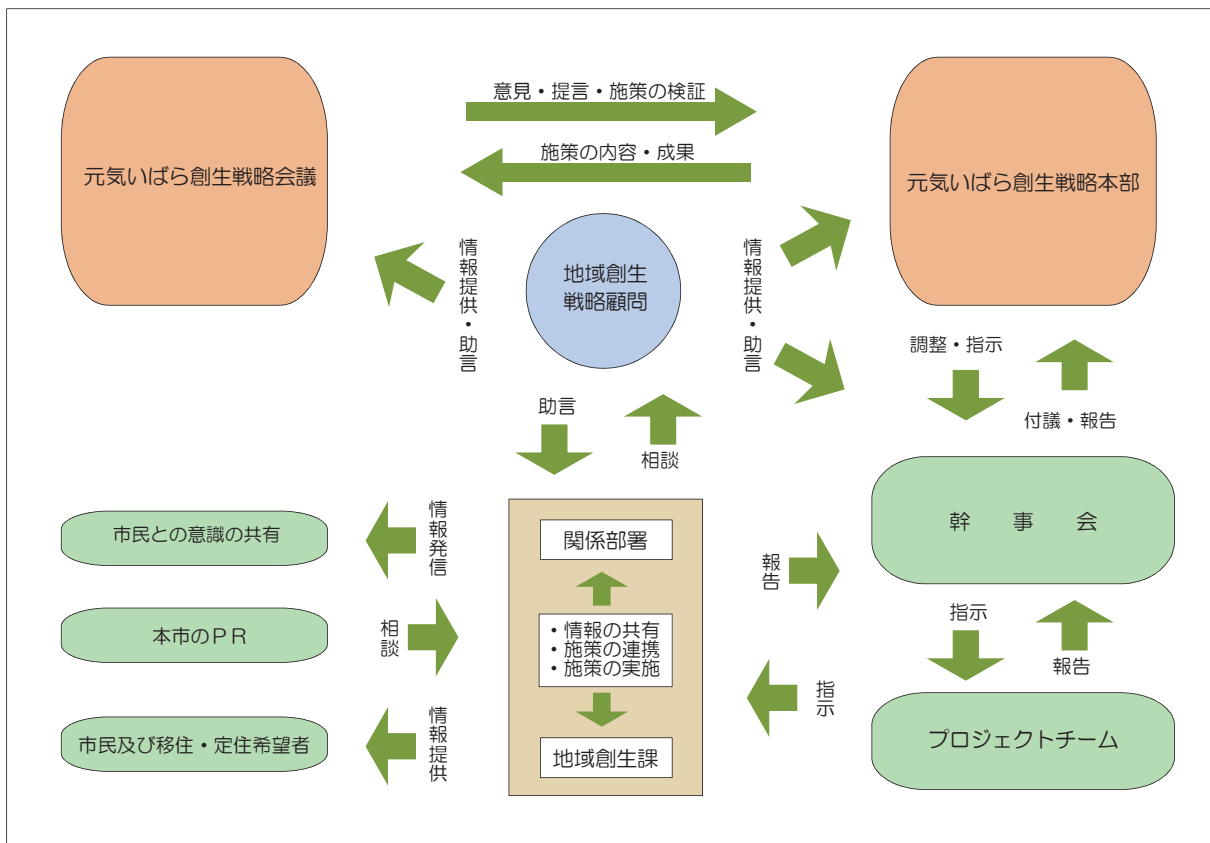 意見・提言・施策の検証
施策の内容・成果
元気いばら創生戦略会議
元気いばら創生戦略本部
地域創生
戦略顧問
情報提供・助言
情報提供・助言
調整・指示
付議・報告
助言
相談
幹　事　会
市民との意識の共有
情報発信
関係部署
報告
本市のＰＲ
相談
・情報の共有
・施策の連携
・施策の実施
指示
報告
指示
市民及び移住・定住希望者
情報提供
地域創生課
プロジェクトチーム